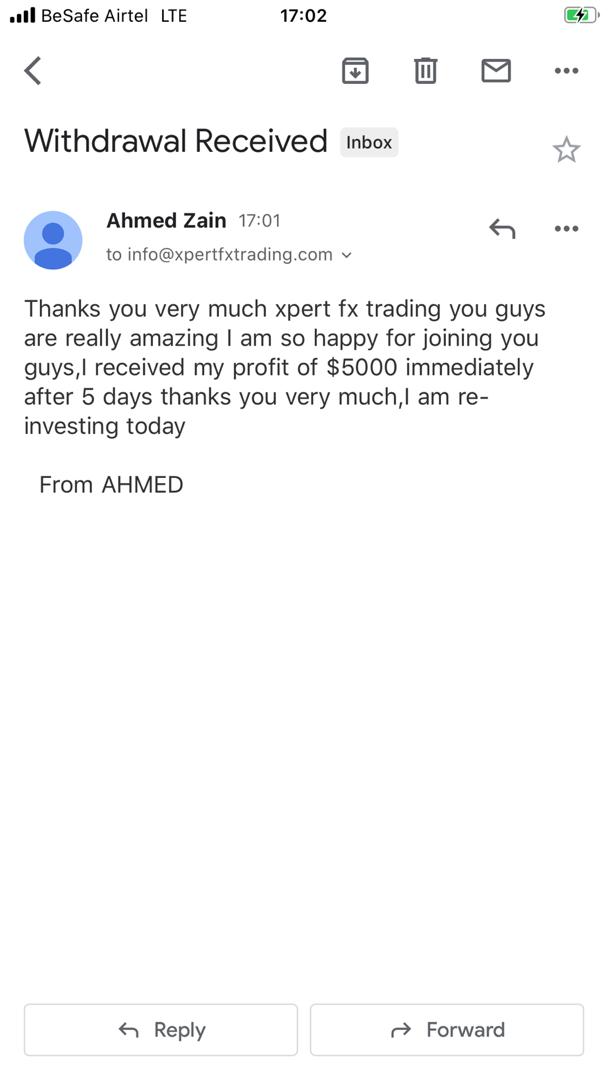 BeSafe Airtel LTE 17:02
Withdrawal Received Inbox
Ahmed Zain 17:01
to info@xpertfxtrading.com
Thanks you very much xpert fx trading you guys
are really amazing I am so happy for joining you
guys,I received my profit of $5000 immediately
after 5 days thanks you very much,I am re-
investing today
From AHMED
Reply Forward